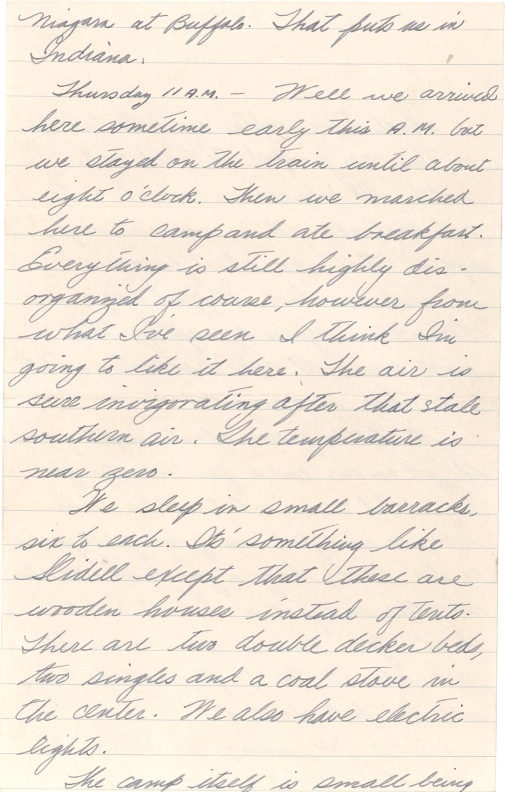 Niagara at Buffalo. That puts us in
Indiana.
Thursday 11 A.M. — Well we arrived
here sometime early this A.M. but
we stayed on the train until about
eight o'clock. Then we marched
here to camp and ate breakfast.
Everything is still highly dis-
organized of course, however from
what I've seen I think I'm
going to like it here. The air is
sure invigorating after that stale
southern air. The temperature is
near zero.
We sleep in small barracks,
six to each. Its' something like
Slidell except that these are
wooden houses instead of tents.
There are two double decker beds,
two singles and a coal stove in
the center. We also have electric
lights.
The camp itself is small being